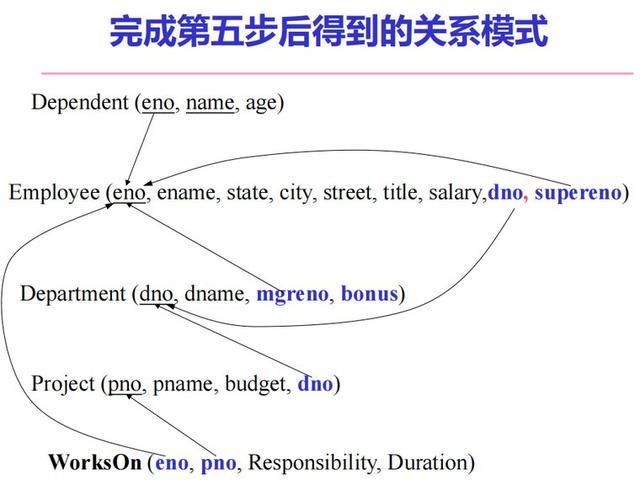 完成第五步后得到的关系模式
Dependent (eno, name, age)
Employee (eno, ename, state, city, street, title, salary,dno, supereno)
Department (dno, dname, mgreno, bonus)
Project (pno, pname, budget, dno)
WorksOn (eno, pno, Responsibility, Duration)